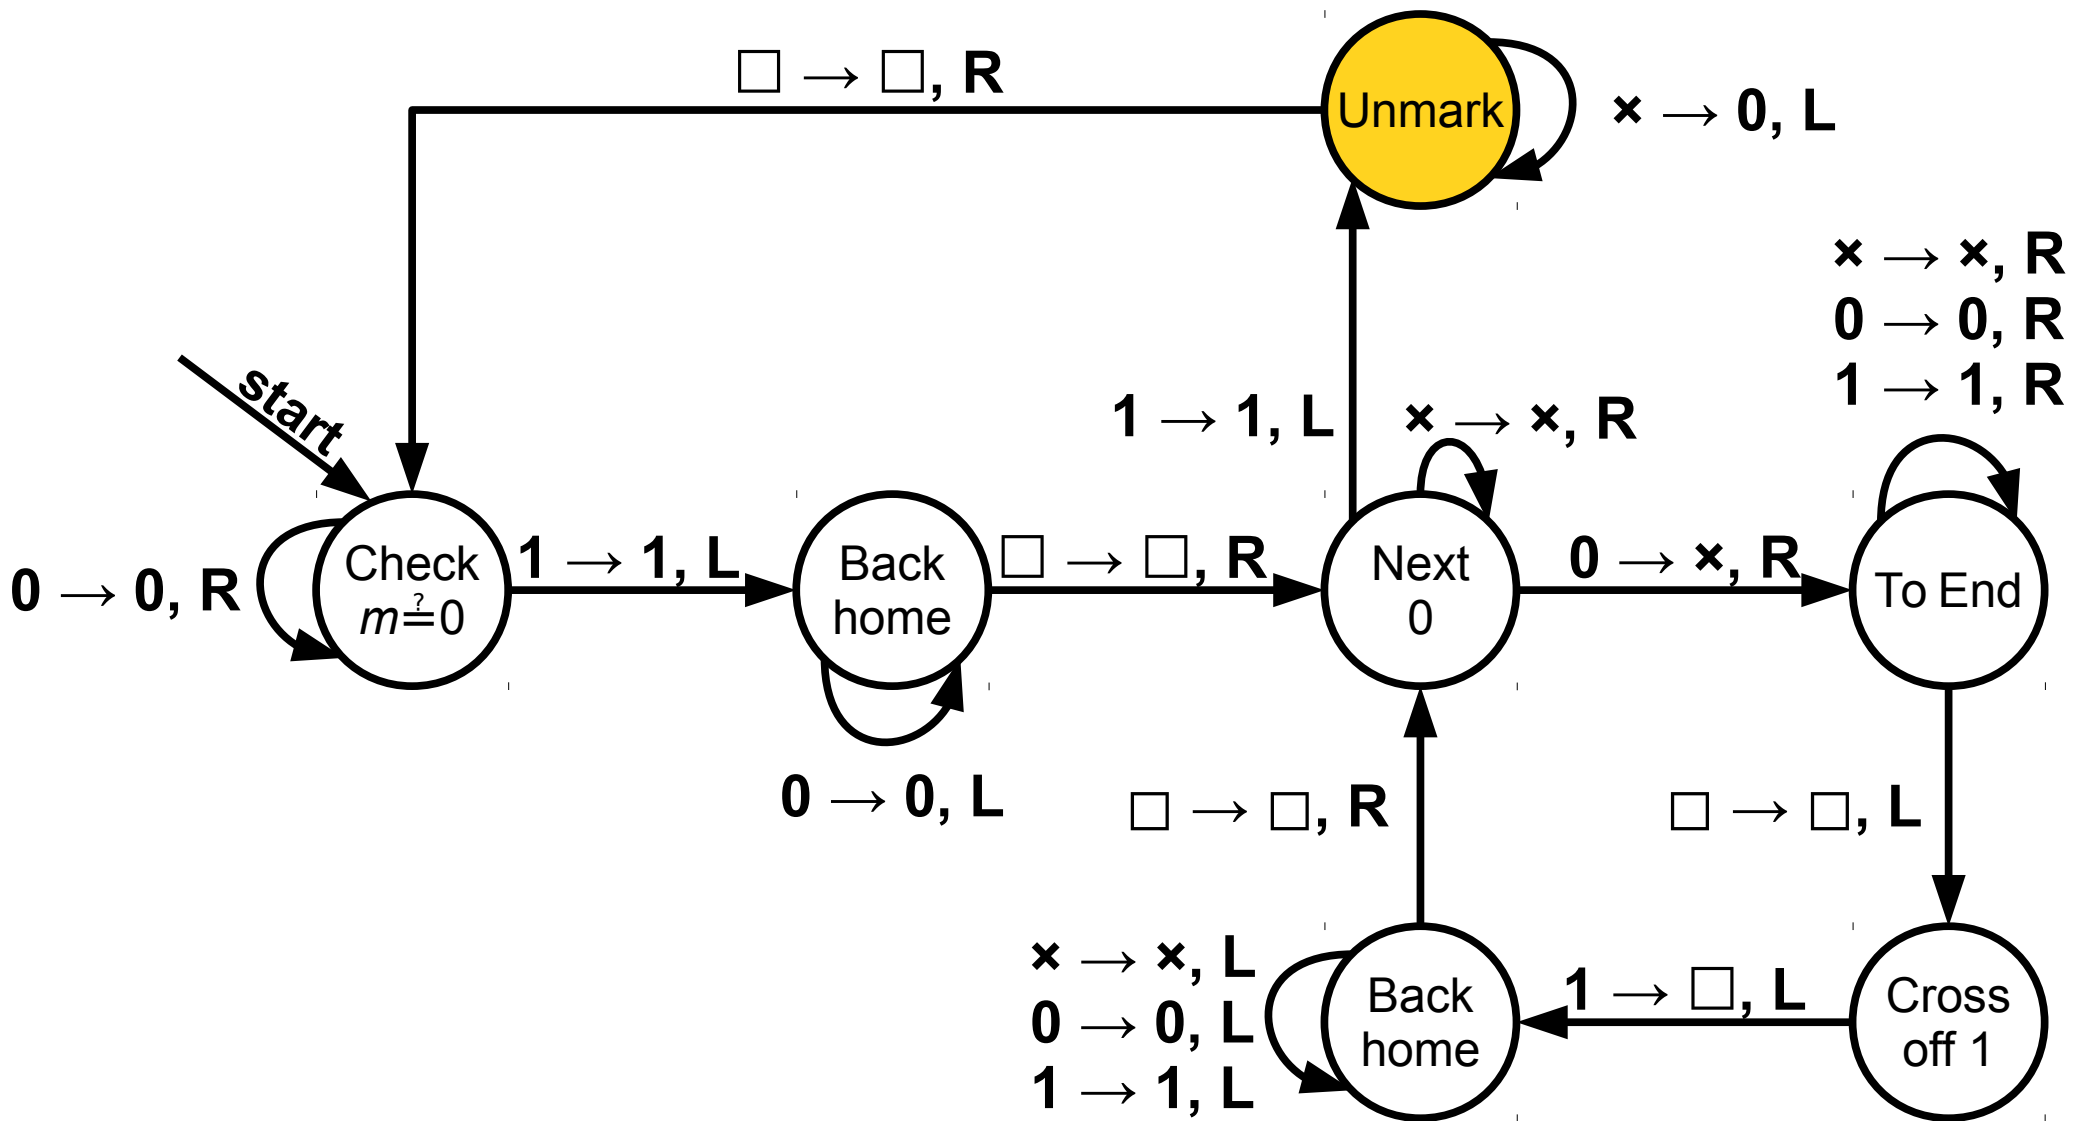 □ → □, R
Unmark
× → 0, L
× → ×, R
0 → 0, R
1 → 1, R
start
1 → 1, L
× → ×, R
0 → 0, R
Check
m≟0
1 → 1, L
Back
home
□ → □, R
Next
0
0 → ×, R
To End
0 → 0, L
□ → □, R
□ → □, L
× → ×, L
0 → 0, L
1 → 1, L
Back
home
1 → □, L
Cross
off 1